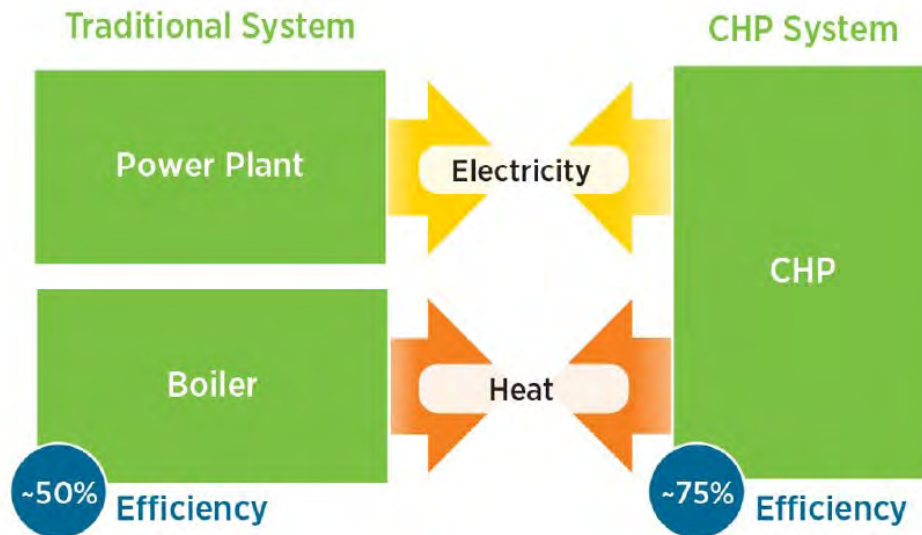 Traditional System
CHP System
Power Plant
Electricity
CHP
Boiler
Heat
~50%
Efficiency
~75%
Efficiency